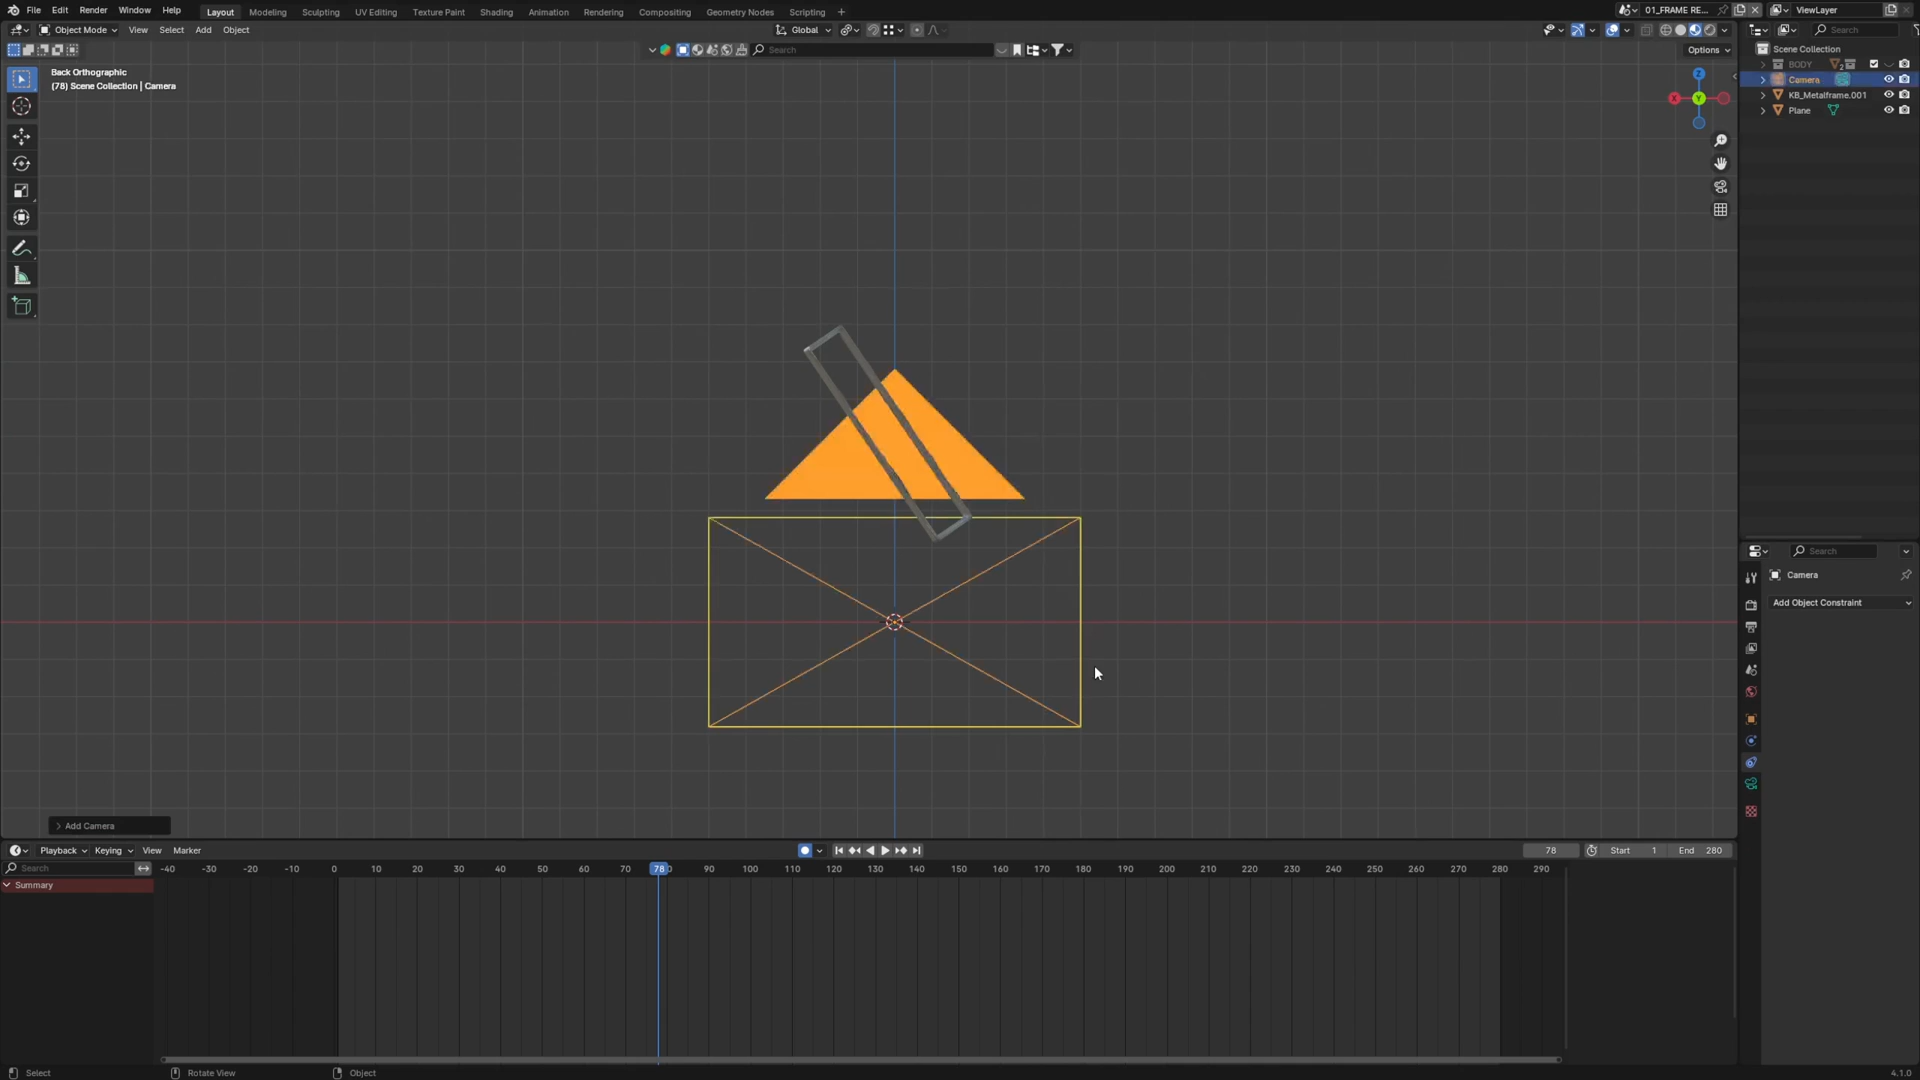 File Edit Render Window Help Layout Modeling Sculpting UV Editing Texture Paint Shading Animation Rendering Compositing Geometry Nodes Scripting + 01_FRAME RE... ViewLayer
Object Mode View Select Add Object Global Search
Search Options
Back Orthographic
(78) Scene Collection | Camera
Z
X
Y
Scene Collection
BODY 2
Camera
KB_Metalframe.001
Plane
Search
Camera
Add Object Constraint
Add Camera
Playback Keying View Marker 78 Start 1 End 280
Search -40 -30 -20 -10 0 10 20 30 40 50 60 70 78 90 100 110 120 130 140 150 160 170 180 190 200 210 220 230 240 250 260 270 280 290
Summary
Select Rotate View Object 4.1.0